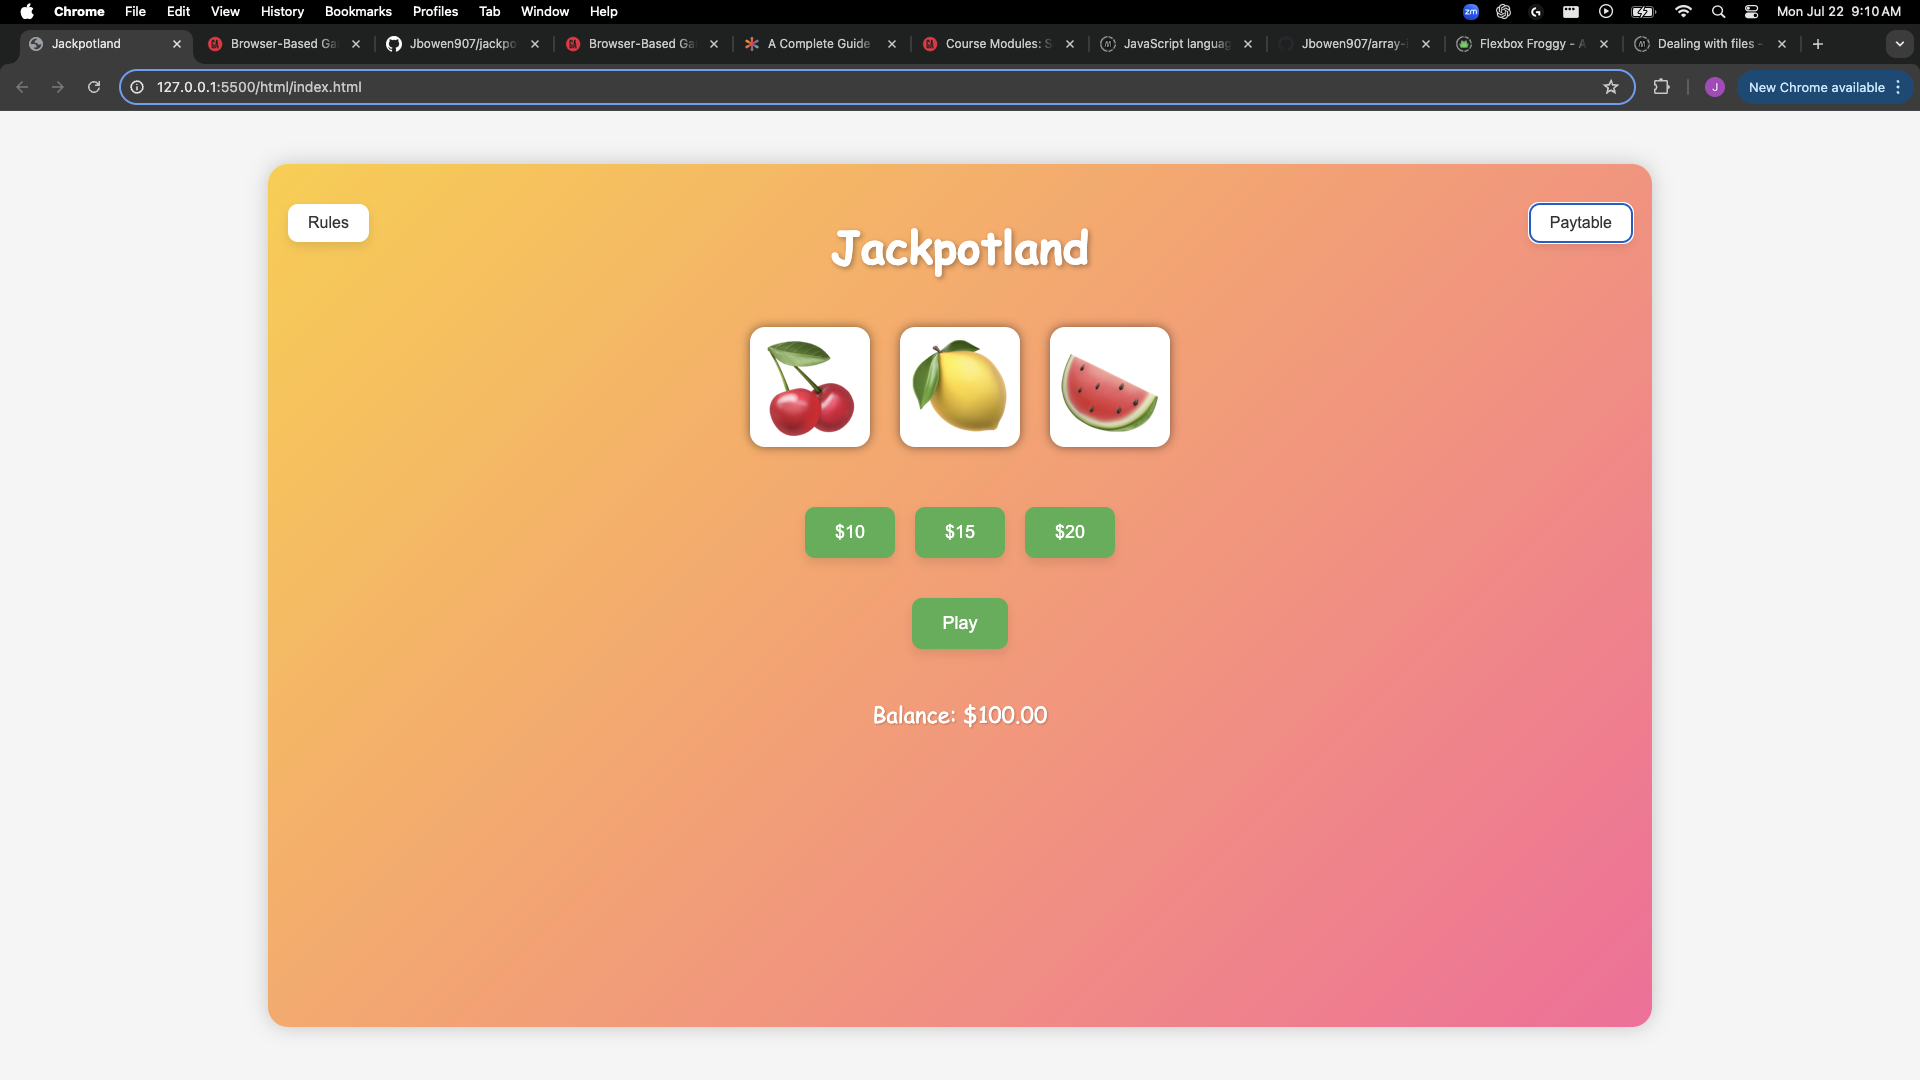 Chrome File Edit View History Bookmarks Profiles Tab Window Help zm Mon Jul 22 9:10 AM
Jackpotland Browser-Based Ga Jbowen907/jackpo Browser-Based Ga A Complete Guide Course Modules: S JavaScript languag Jbowen907/array-i Flexbox Froggy - A Dealing with files -
127.0.0.1:5500/html/index.html J New Chrome available
Rules Paytable
Jackpotland
$10 $15 $20
Play
Balance: $100.00